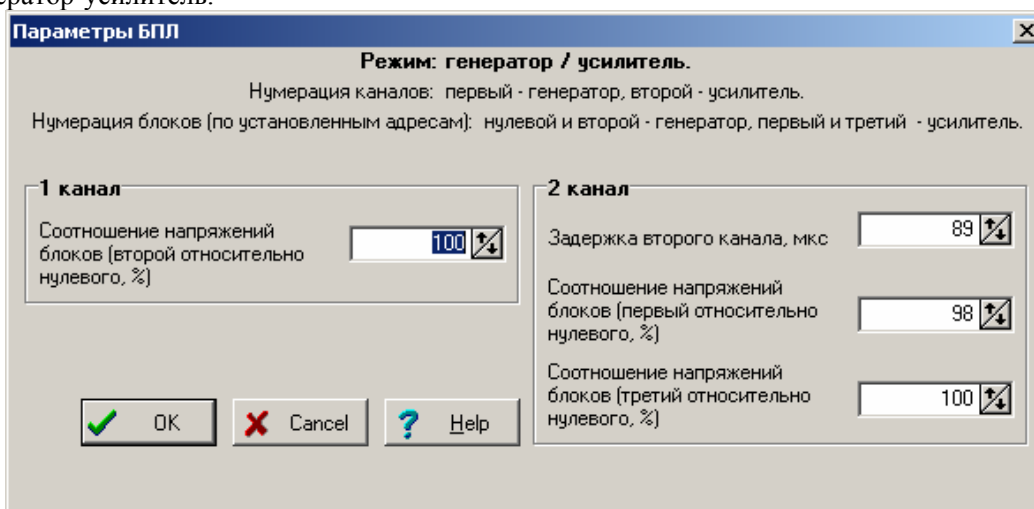 ератор усилитель.
Параметры БПЛ
Режим: генератор / усилитель.
Нумерация каналов: первый - генератор, второй - усилитель.
Нумерация блоков (по установленным адресам): нулевой и второй - генератор, первый и третий - усилитель.
1 канал
Соотношение напряжений
блоков (второй относительно
нулевого, %)
100
2 канал
Задержка второго канала, мкс
89
Соотношение напряжений
блоков (первый относительно
нулевого, %)
98
Соотношение напряжений
блоков (третий относительно
нулевого, %)
100
OK
Cancel
Help